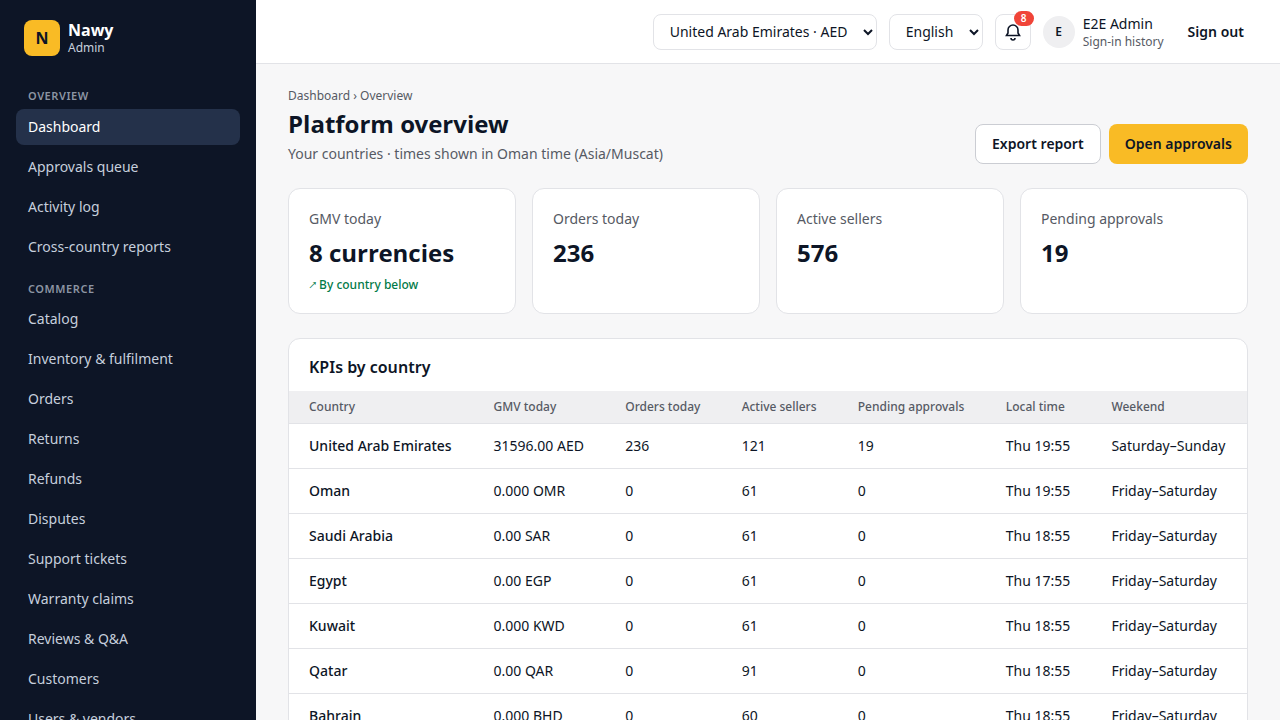 N
Nawy
Admin
OVERVIEW
Dashboard
Approvals queue
Activity log
Cross-country reports
COMMERCE
Catalog
Inventory & fulfilment
Orders
Returns
Refunds
Disputes
Support tickets
Warranty claims
Reviews & Q&A
Customers
Users & vendors
United Arab Emirates · AED
English
8
E
E2E Admin
Sign-in history
Sign out
Dashboard › Overview
Platform overview
Your countries · times shown in Oman time (Asia/Muscat)
Export report
Open approvals
GMV today
8 currencies
↗ By country below
Orders today
236
Active sellers
576
Pending approvals
19
KPIs by country
Country GMV today Orders today Active sellers Pending approvals Local time Weekend
United Arab Emirates 31596.00 AED 236 121 19 Thu 19:55 Saturday–Sunday
Oman 0.000 OMR 0 61 0 Thu 19:55 Friday–Saturday
Saudi Arabia 0.00 SAR 0 61 0 Thu 18:55 Friday–Saturday
Egypt 0.00 EGP 0 61 0 Thu 17:55 Friday–Saturday
Kuwait 0.000 KWD 0 61 0 Thu 18:55 Friday–Saturday
Qatar 0.00 QAR 0 91 0 Thu 18:55 Friday–Saturday
Bahrain 0.000 BHD 0 60 0 Thu 18:55 Friday–Saturday